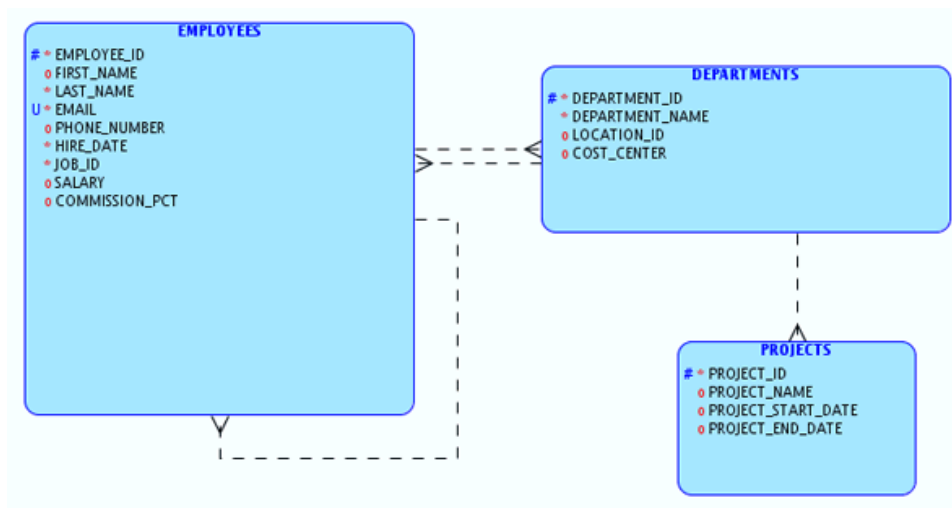 EMPLOYEES
# * EMPLOYEE_ID
o FIRST_NAME
* LAST_NAME
U * EMAIL
o PHONE_NUMBER
* HIRE_DATE
* JOB_ID
o SALARY
o COMMISSION_PCT
DEPARTMENTS
# * DEPARTMENT_ID
* DEPARTMENT_NAME
o LOCATION_ID
o COST_CENTER
PROJECTS
# * PROJECT_ID
o PROJECT_NAME
o PROJECT_START_DATE
o PROJECT_END_DATE